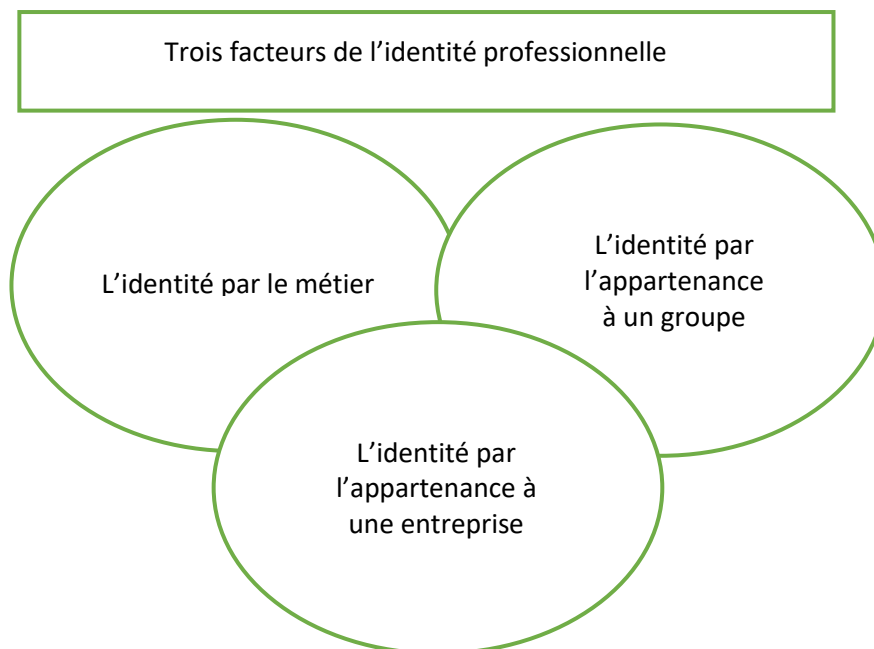 Trois facteurs de l’identité professionnelle
L’identité par le métier
L’identité par
l’appartenance
à un groupe
L’identité par
l’appartenance à
une entreprise